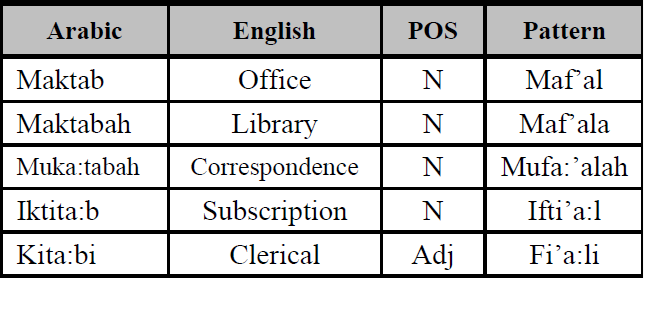 Arabic English POS Pattern
Maktab Office N Maf’al
Maktabah Library N Maf’ala
Muka:tabah Correspondence N Mufa:’alah
Iktita:b Subscription N Ifti’a:l
Kita:bi Clerical Adj Fi’a:li